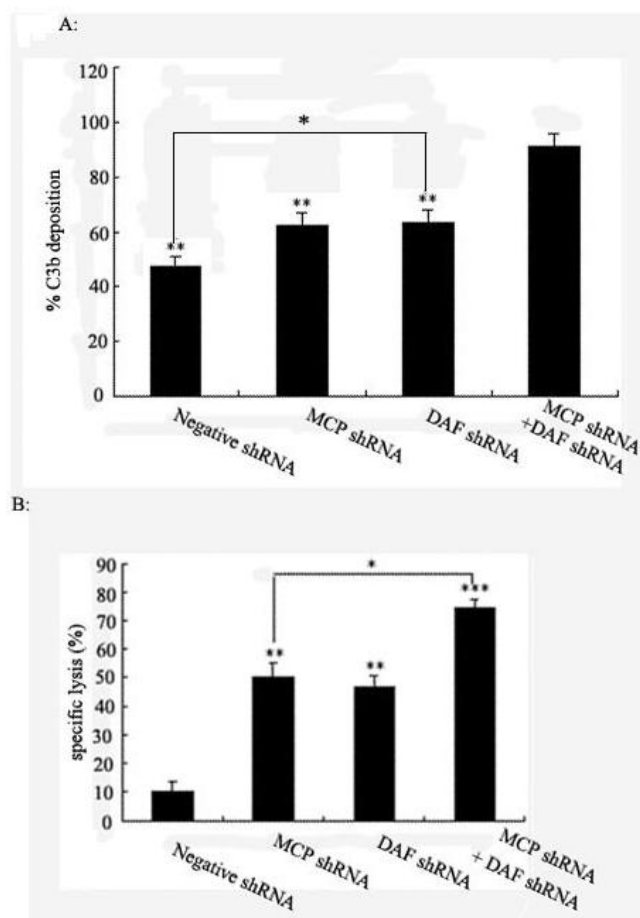 A:
% C3b deposition
120
100
80
60
40
20
0
*
**
**
**
Negative shRNA
MCP shRNA
DAF shRNA
MCP shRNA
+DAF shRNA
B:
specific lysis (%)
90
80
70
60
50
40
30
20
10
0
*
***
**
**
Negative shRNA
MCP shRNA
DAF shRNA
MCP shRNA
+ DAF shRNA